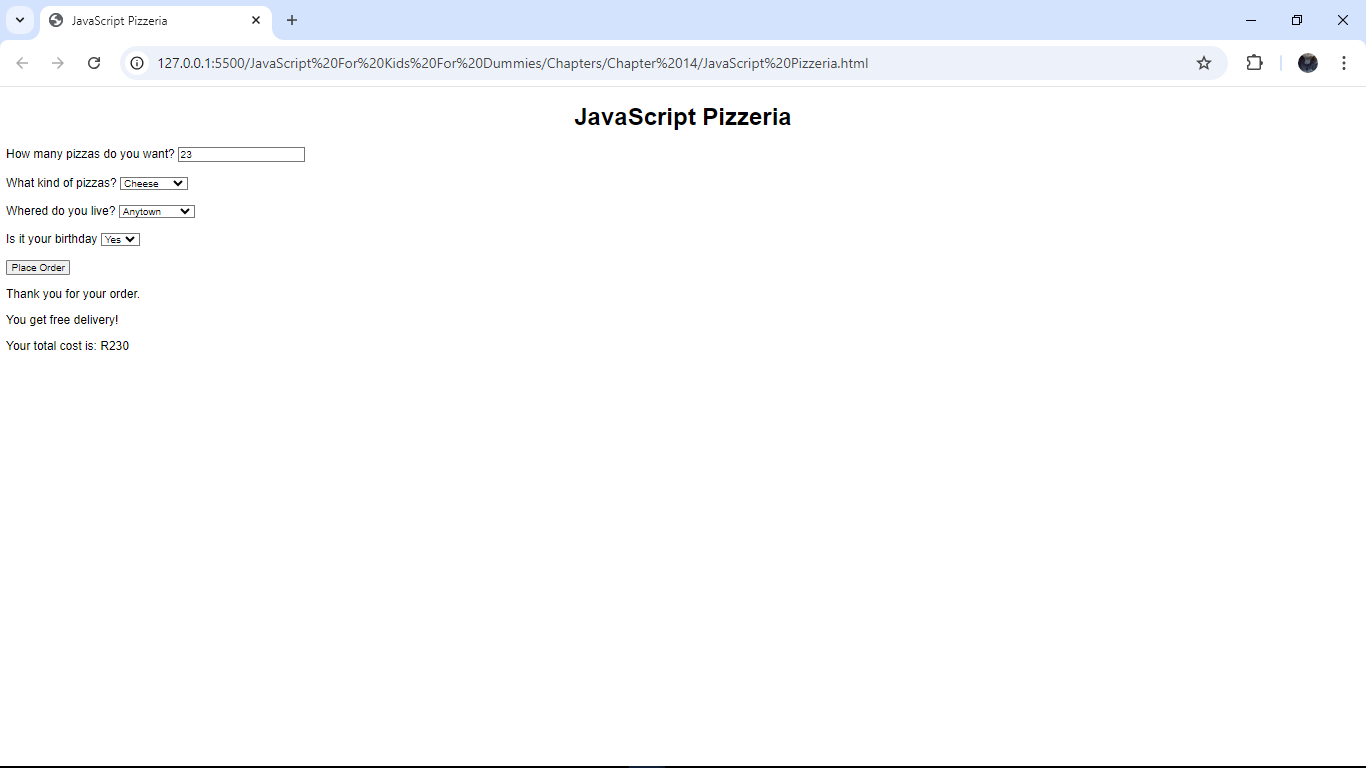 JavaScript Pizzeria
127.0.0.1:5500/JavaScript%20For%20Kids%20For%20Dummies/Chapters/Chapter%2014/JavaScript%20Pizzeria.html
JavaScript Pizzeria
How many pizzas do you want? 23
What kind of pizzas? Cheese
Whered do you live? Anytown
Is it your birthday Yes
Place Order
Thank you for your order.
You get free delivery!
Your total cost is: R230